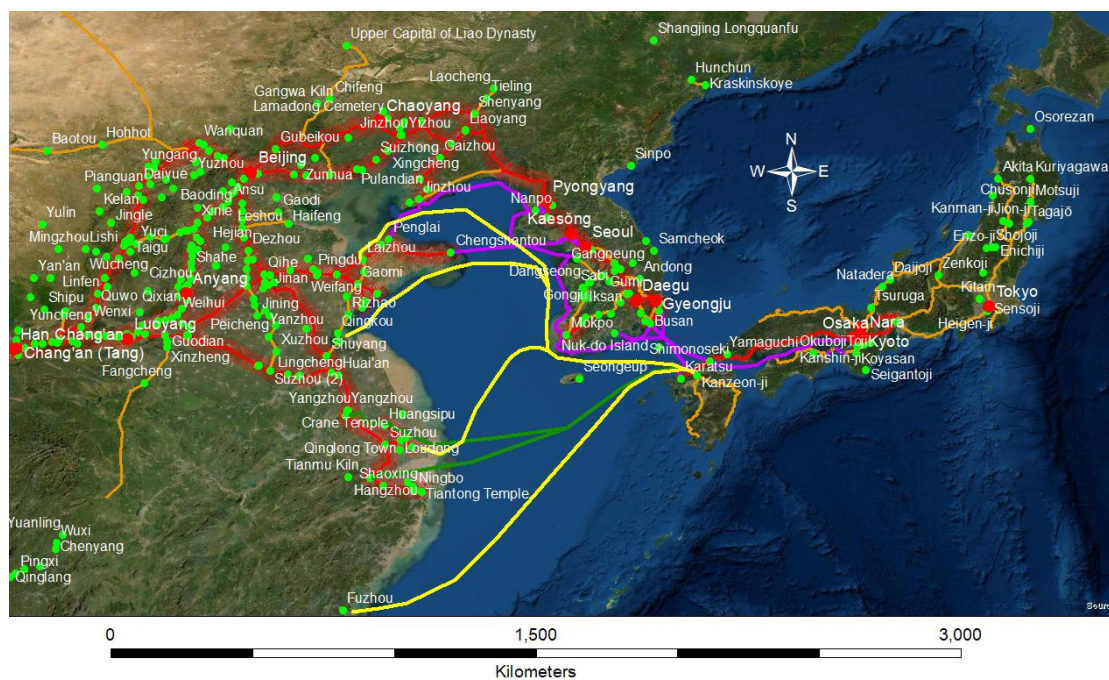 Upper Capital of Liao Dynasty
Shangjing Longquanfu
Hunchun
Kraskinskoye
Laocheng
Tieling
Gangwa Kiln
Chifeng
Lamadong Cemetery
Chaoyang
Shenyang
Osorezan
Baotou
Hohhot
Wanquan
Jinzhou
Yizhou
Liaoyang
Gubeikou
Suizhong
Gaizhou
Yungang
Yuzhou
Beijing
Xingcheng
Sinpo
N
W
E
S
Akita
Kuriyagawa
Pianguan
Daiyue
Zunhua
Pulandian
Pyongyang
Chusonji
Motsuji
Kelan
Baoding
Ansu
Jinzhou
Nanpo
Kanman-ji
Jion-ji
Tagajō
Yulin
Jingle
Xinle
Gaodi
Leshou
Haifeng
Kaesŏng
Penglai
Seoul
Samcheok
Enzo-ji
Shojoji
Mingzhou
Lishi
Yuci
Taigu
Hejian
Dezhou
Laizhou
Chengshantou
Gangneung
Enichiji
Yan'an
Wucheng
Shahe
Qihe
Pingdu
Dangseong
Sabi
Andong
Natadera
Daijoji
Zenkoji
Linfen
Cizhou
Anyang
Jinan
Weifang
Gaomi
Gongju
Iksan
Gumi
Daegu
Kitain
Tokyo
Shipu
Quwo
Qixian
Weihui
Rizhao
Gyeongju
Tsuruga
Sensoji
Yuncheng
Wenxi
Jining
Mokpo
Busan
Heigen-ji
Han Chang'an
Luoyang
Peicheng
Yanzhou
Qingkou
Osaka
Nara
Chang'an (Tang)
Guodian
Xuzhou
Shuyang
Nuk-do Island
Shimonoseki
Yamaguchi
Okuboji
Toji
Kyoto
Xinzheng
Lingcheng
Huai'an
Seongeup
Karatsu
Kanshin-ji
Koyasan
Fangcheng
Suzhou (2)
Kanzeon-ji
Seigantoji
Yangzhou
Yangzhou
Crane Temple
Huangsipu
Suzhou
Qinglong Town
Loudong
Tianmu Kiln
Shaoxing
Ningbo
Hangzhou
Tiantong Temple
Yuanling
Wuxi
Chenyang
Pingxi
Qinglang
Fuzhou
0
1,500
3,000
Kilometers